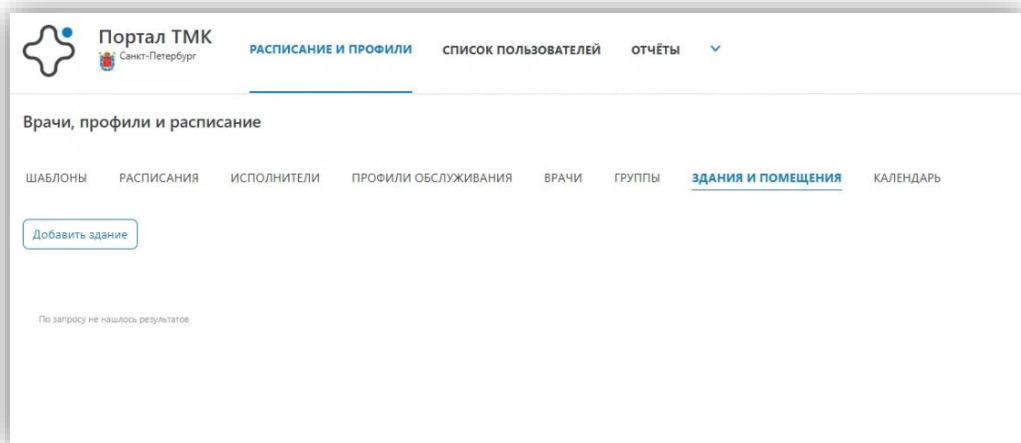 Портал ТМК
Санкт-Петербург
РАСПИСАНИЕ И ПРОФИЛИ СПИСОК ПОЛЬЗОВАТЕЛЕЙ ОТЧЁТЫ
Врачи, профили и расписание
ШАБЛОНЫ РАСПИСАНИЯ ИСПОЛНИТЕЛИ ПРОФИЛИ ОБСЛУЖИВАНИЯ ВРАЧИ ГРУППЫ ЗДАНИЯ И ПОМЕЩЕНИЯ КАЛЕНДАРЬ
Добавить здание
По запросу не нашлось результатов